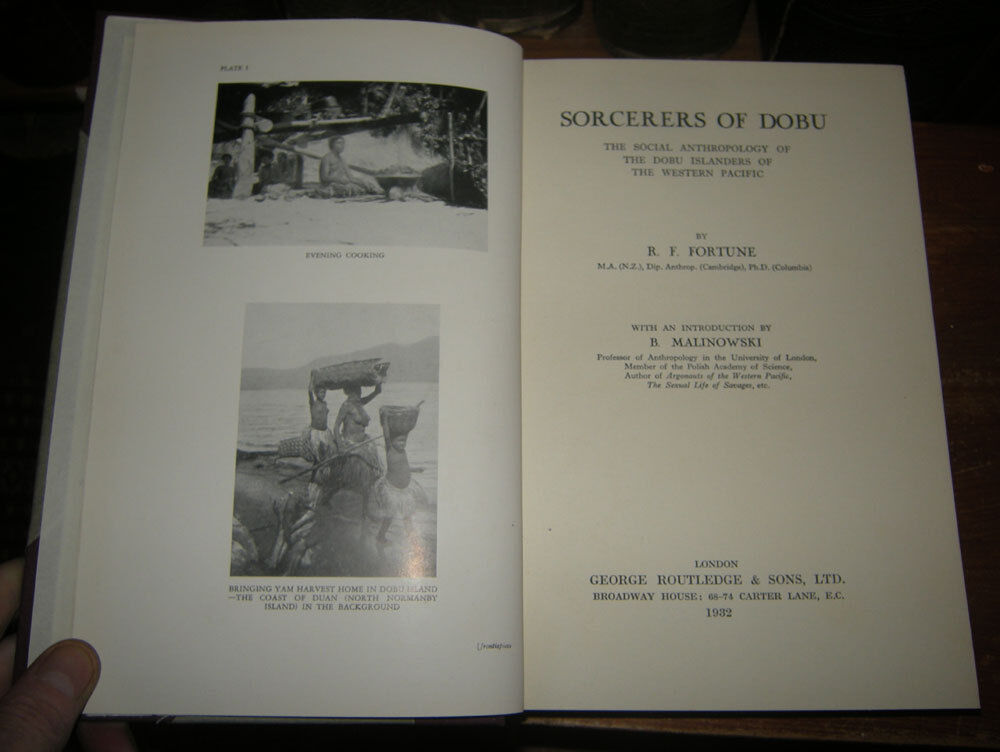 PLATE I
EVENING COOKING
BRINGING YAM HARVEST HOME IN DOBU ISLAND
—THE COAST OF DUAN (NORTH NORMANBY
ISLAND) IN THE BACKGROUND
[frontispiece
SORCERERS OF DOBU
THE SOCIAL ANTHROPOLOGY OF
THE DOBU ISLANDERS OF
THE WESTERN PACIFIC
BY
R. F. FORTUNE
M.A. (N.Z.), Dip. Anthrop. (Cambridge), Ph.D. (Columbia)
WITH AN INTRODUCTION BY
B. MALINOWSKI
Professor of Anthropology in the University of London,
Member of the Polish Academy of Science,
Author of Argonauts of the Western Pacific,
The Sexual Life of Savages, etc.
LONDON
GEORGE ROUTLEDGE & SONS, LTD.
BROADWAY HOUSE: 68-74 CARTER LANE, E.C.
1932